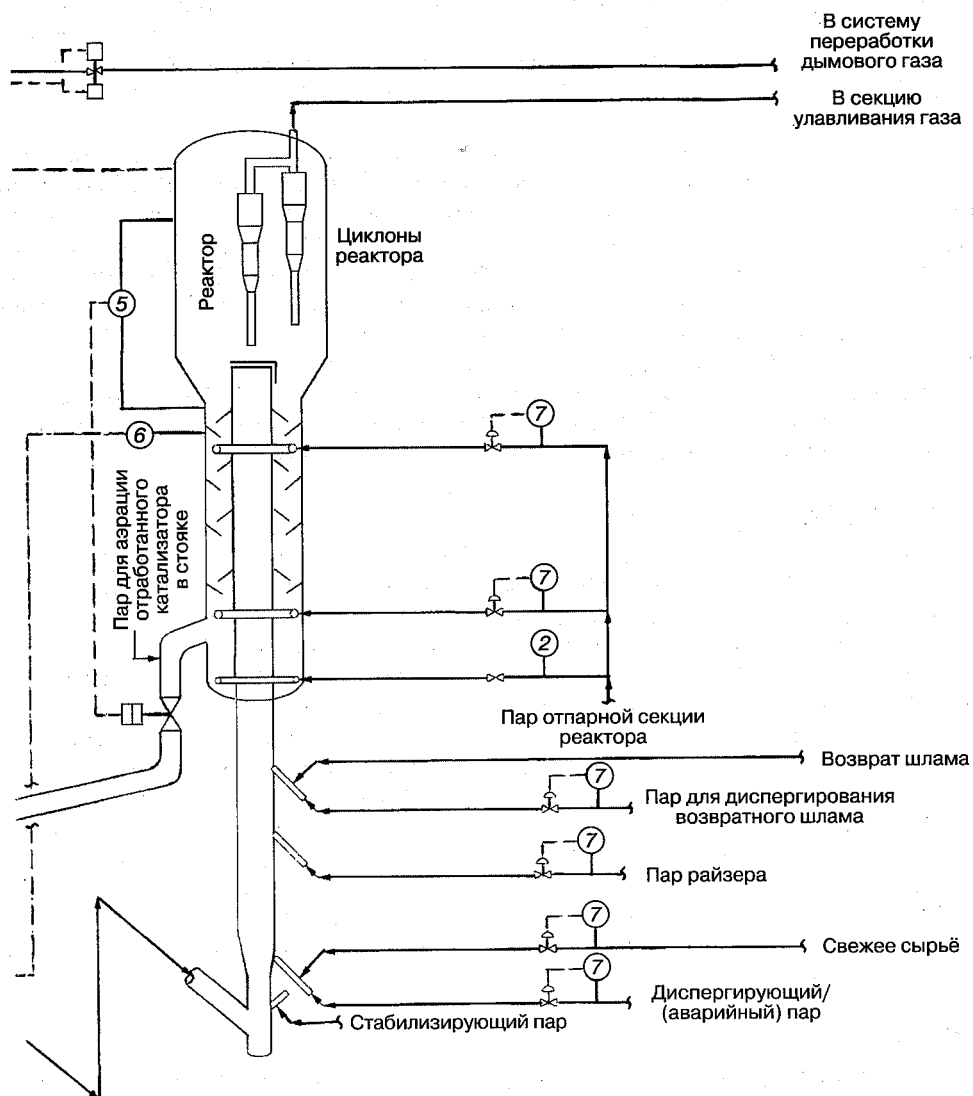 В систему
переработки
дымового газа
В секцию
улавливания газа
Циклоны
реактора
Реактор
5
7
6
Пар для аэрации
отработанного
катализатора
в стояке
7
2
Пар отпарной секции
реактора
Возврат шлама
7
Пар для диспергирования
возвратного шлама
7
Пар райзера
7
Свежее сырьё
7
Диспергирующий/
(аварийный) пар
Стабилизирующий пар